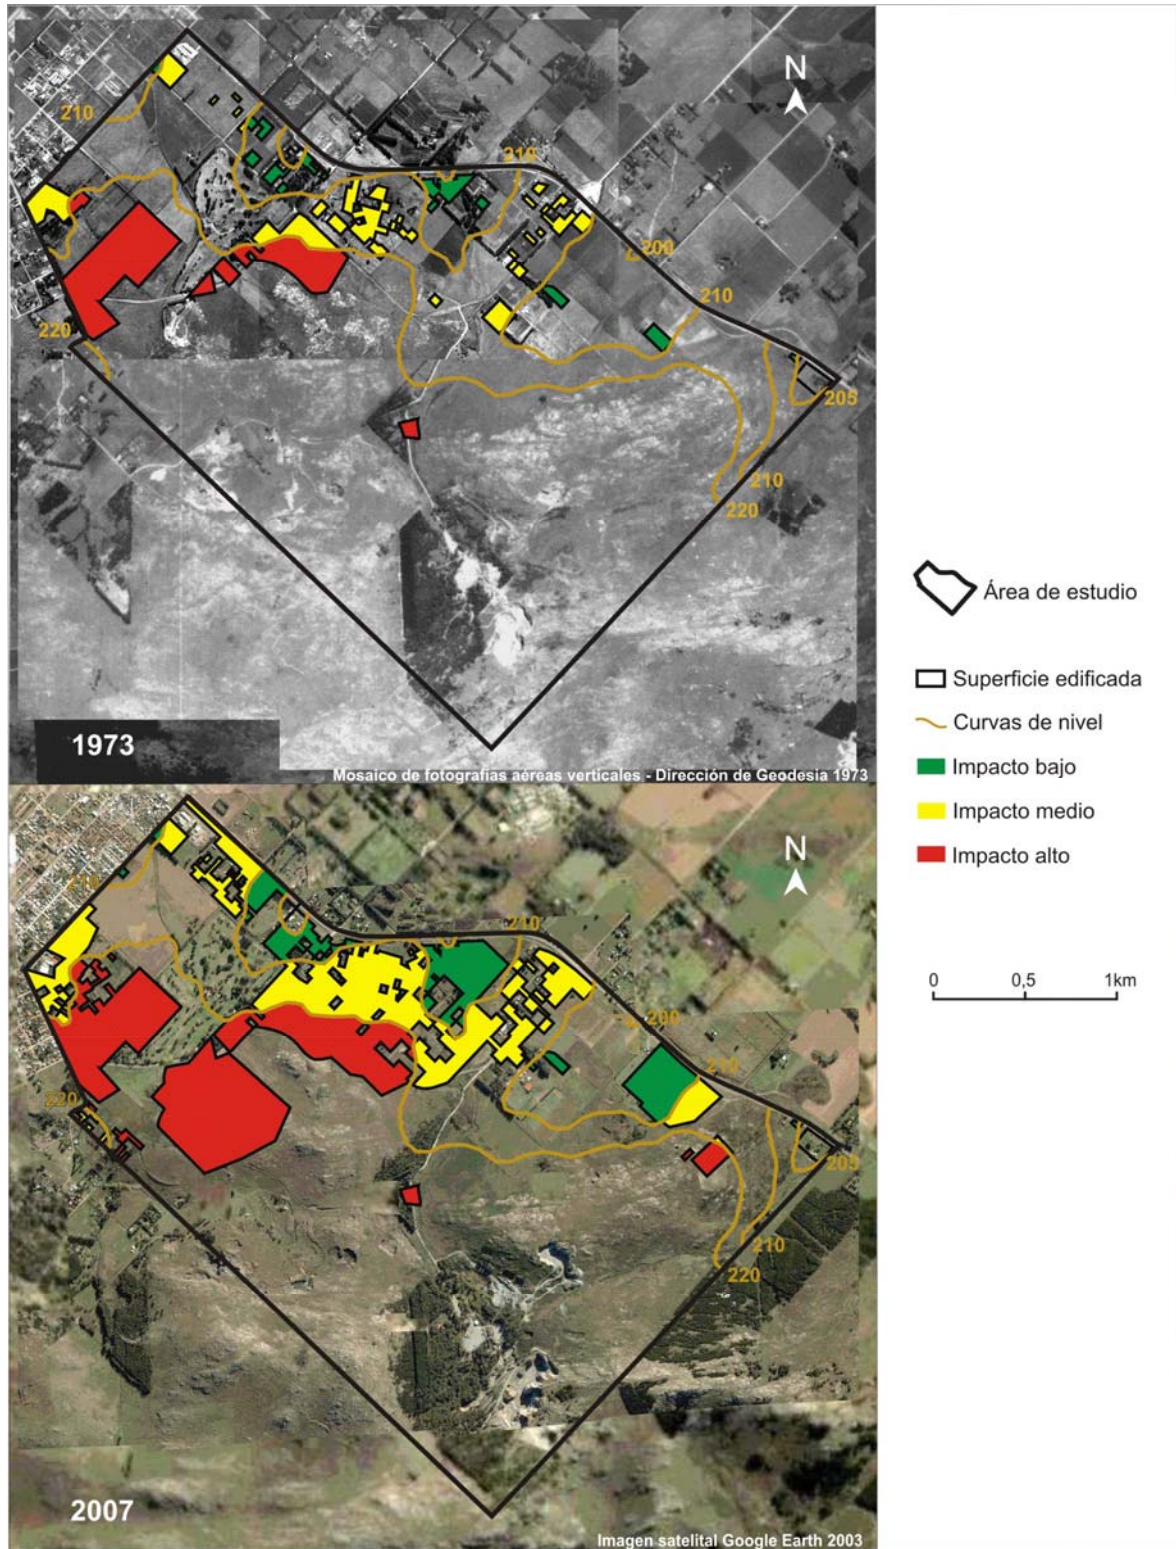 N
210
210
200
210
220
205
210
220
1973
Mosaico de fotografías aéreas verticales - Dirección de Geodesia 1973
Área de estudio
Superficie edificada
Curvas de nivel
Impacto bajo
Impacto medio
Impacto alto
0 0,5 1km
N
210
210
200
210
220
205
210
220
2007
Imagen satelital Google Earth 2003